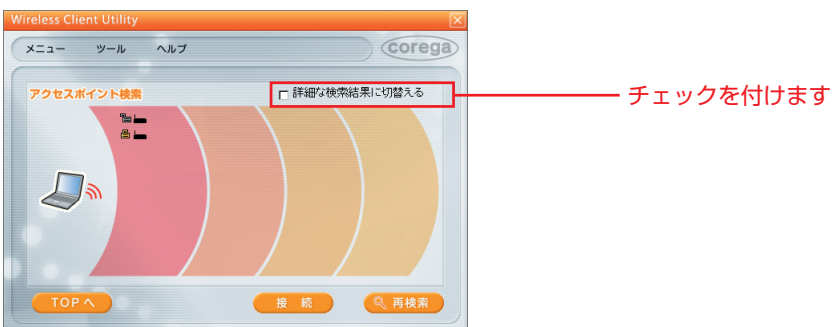 Wireless Client Utility
メニュー ツール ヘルプ
corega
アクセスポイント検索
詳細な検索結果に切替える
チェックを付けます
TOPへ
接 続
再検索